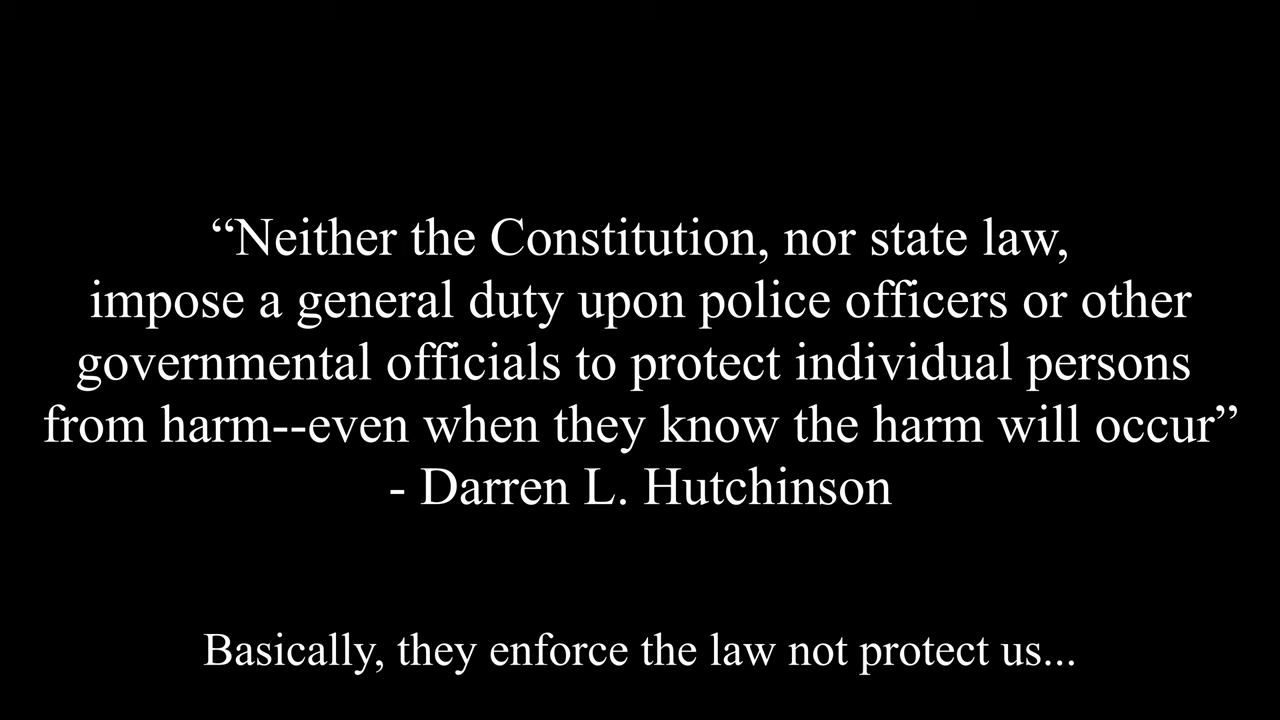 “Neither the Constitution, nor state law,
impose a general duty upon police officers or other
governmental officials to protect individual persons
from harm--even when they know the harm will occur”
- Darren L. Hutchinson
Basically, they enforce the law not protect us...